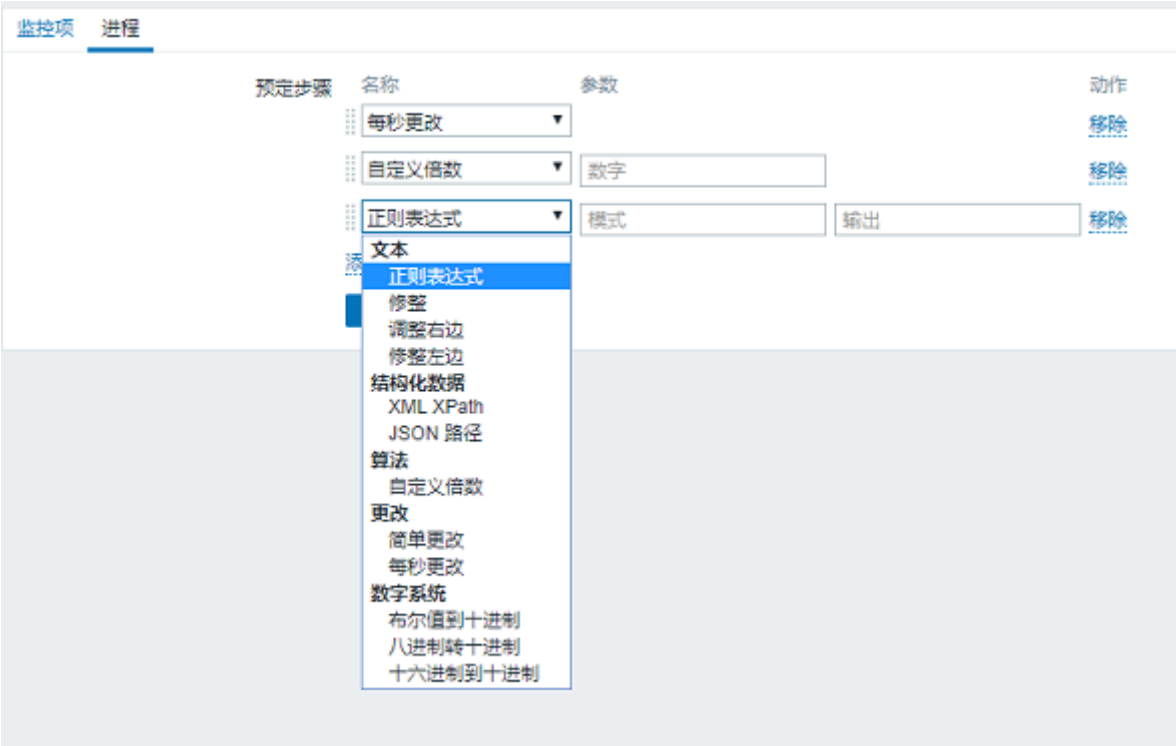 监控项 进程
预定步骤 名称 参数 动作
每秒更改 移除
自定义倍数 数字 移除
正则表达式 模式 输出 移除
添
文本
正则表达式
修整
调整右边
修整左边
结构化数据
XML XPath
JSON 路径
算法
自定义倍数
更改
简单更改
每秒更改
数字系统
布尔值到十进制
八进制转十进制
十六进制到十进制